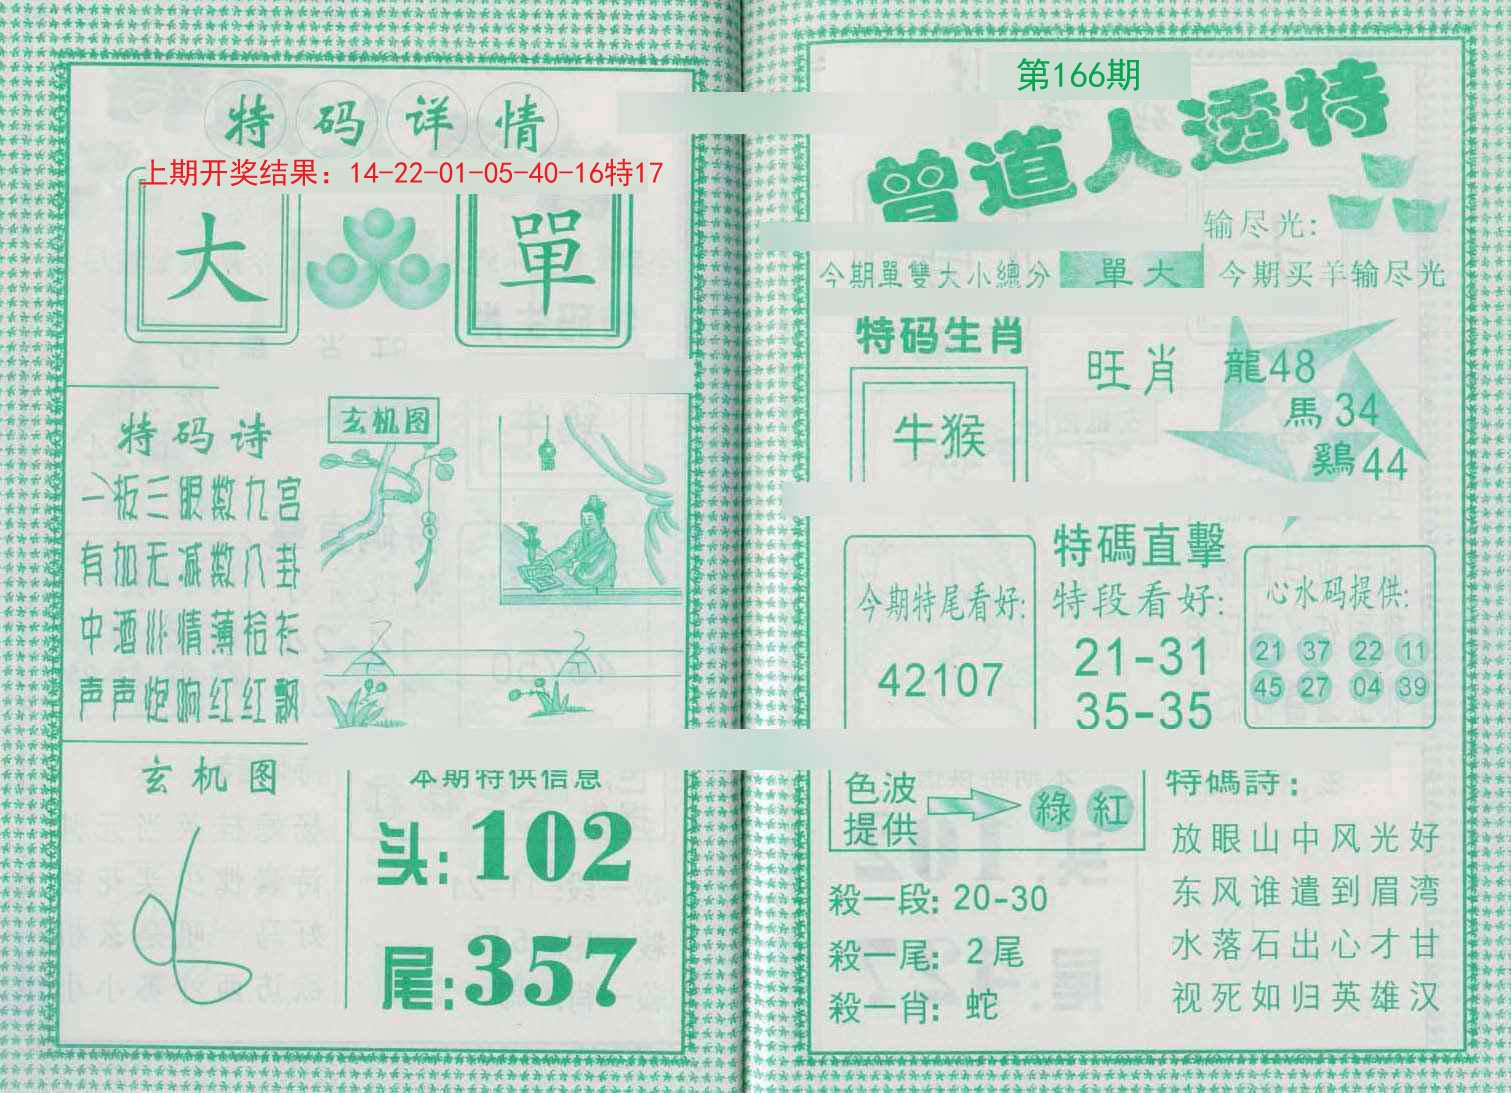 特码详情
上期开奖结果：14-22-01-05-40-16特17
大 單
特码诗
一板三眼数九宫
有加无减数八卦
中酒
情薄
声声炮响红红飘
玄机图
玄机图
本期特供信息
头:102
尾:357
第166期
曾道人透特
输尽光:
今期單雙大小總分 單大 今期买羊输尽光
特码生肖
牛猴
旺肖
龍48
馬34
鷄44
今期特尾看好:
42107
特碼直擊
特段看好:
21-31
35-35
心水码提供:
21 37 22 11
45 27 04 39
色波提供
綠 紅
殺一段: 20-30
殺一尾: 2尾
殺一肖: 蛇
特碼詩:
放眼山中风光好
东风谁遣到眉湾
水落石出心才甘
视死如归英雄汉